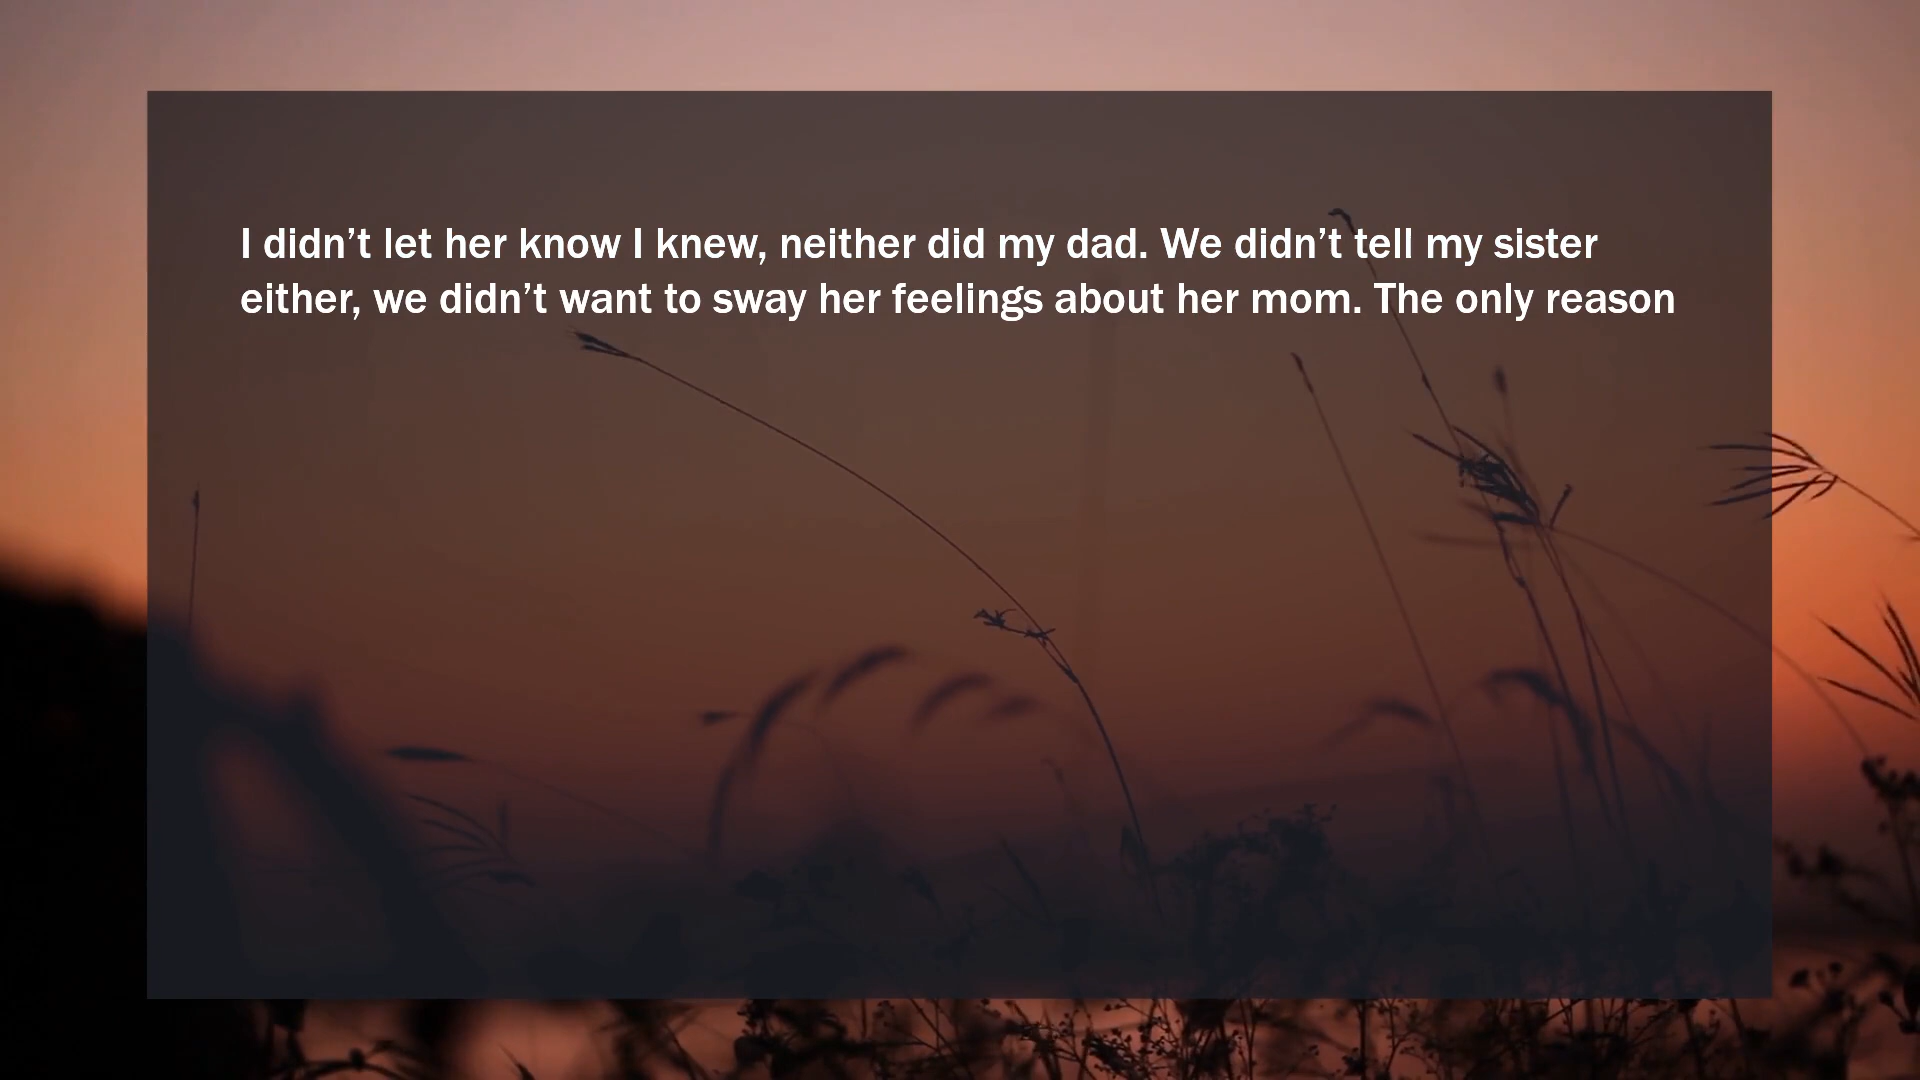 I didn’t let her know I knew, neither did my dad. We didn’t tell my sister
either, we didn’t want to sway her feelings about her mom. The only reason